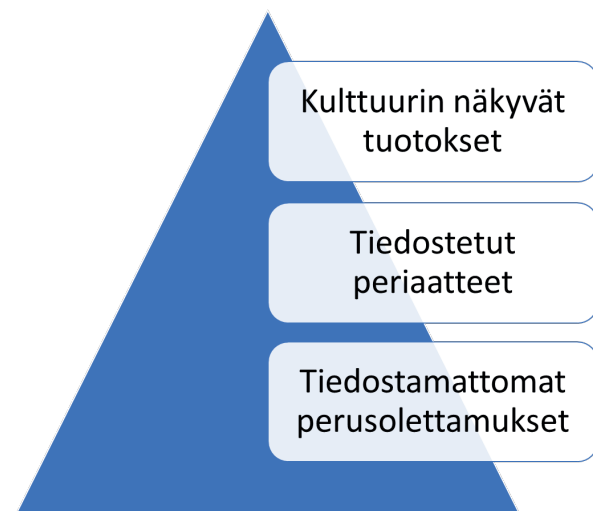 Kulttuurin näkyvät
tuotokset
Tiedostetut
periaatteet
Tiedostamattomat
perusolettamukset